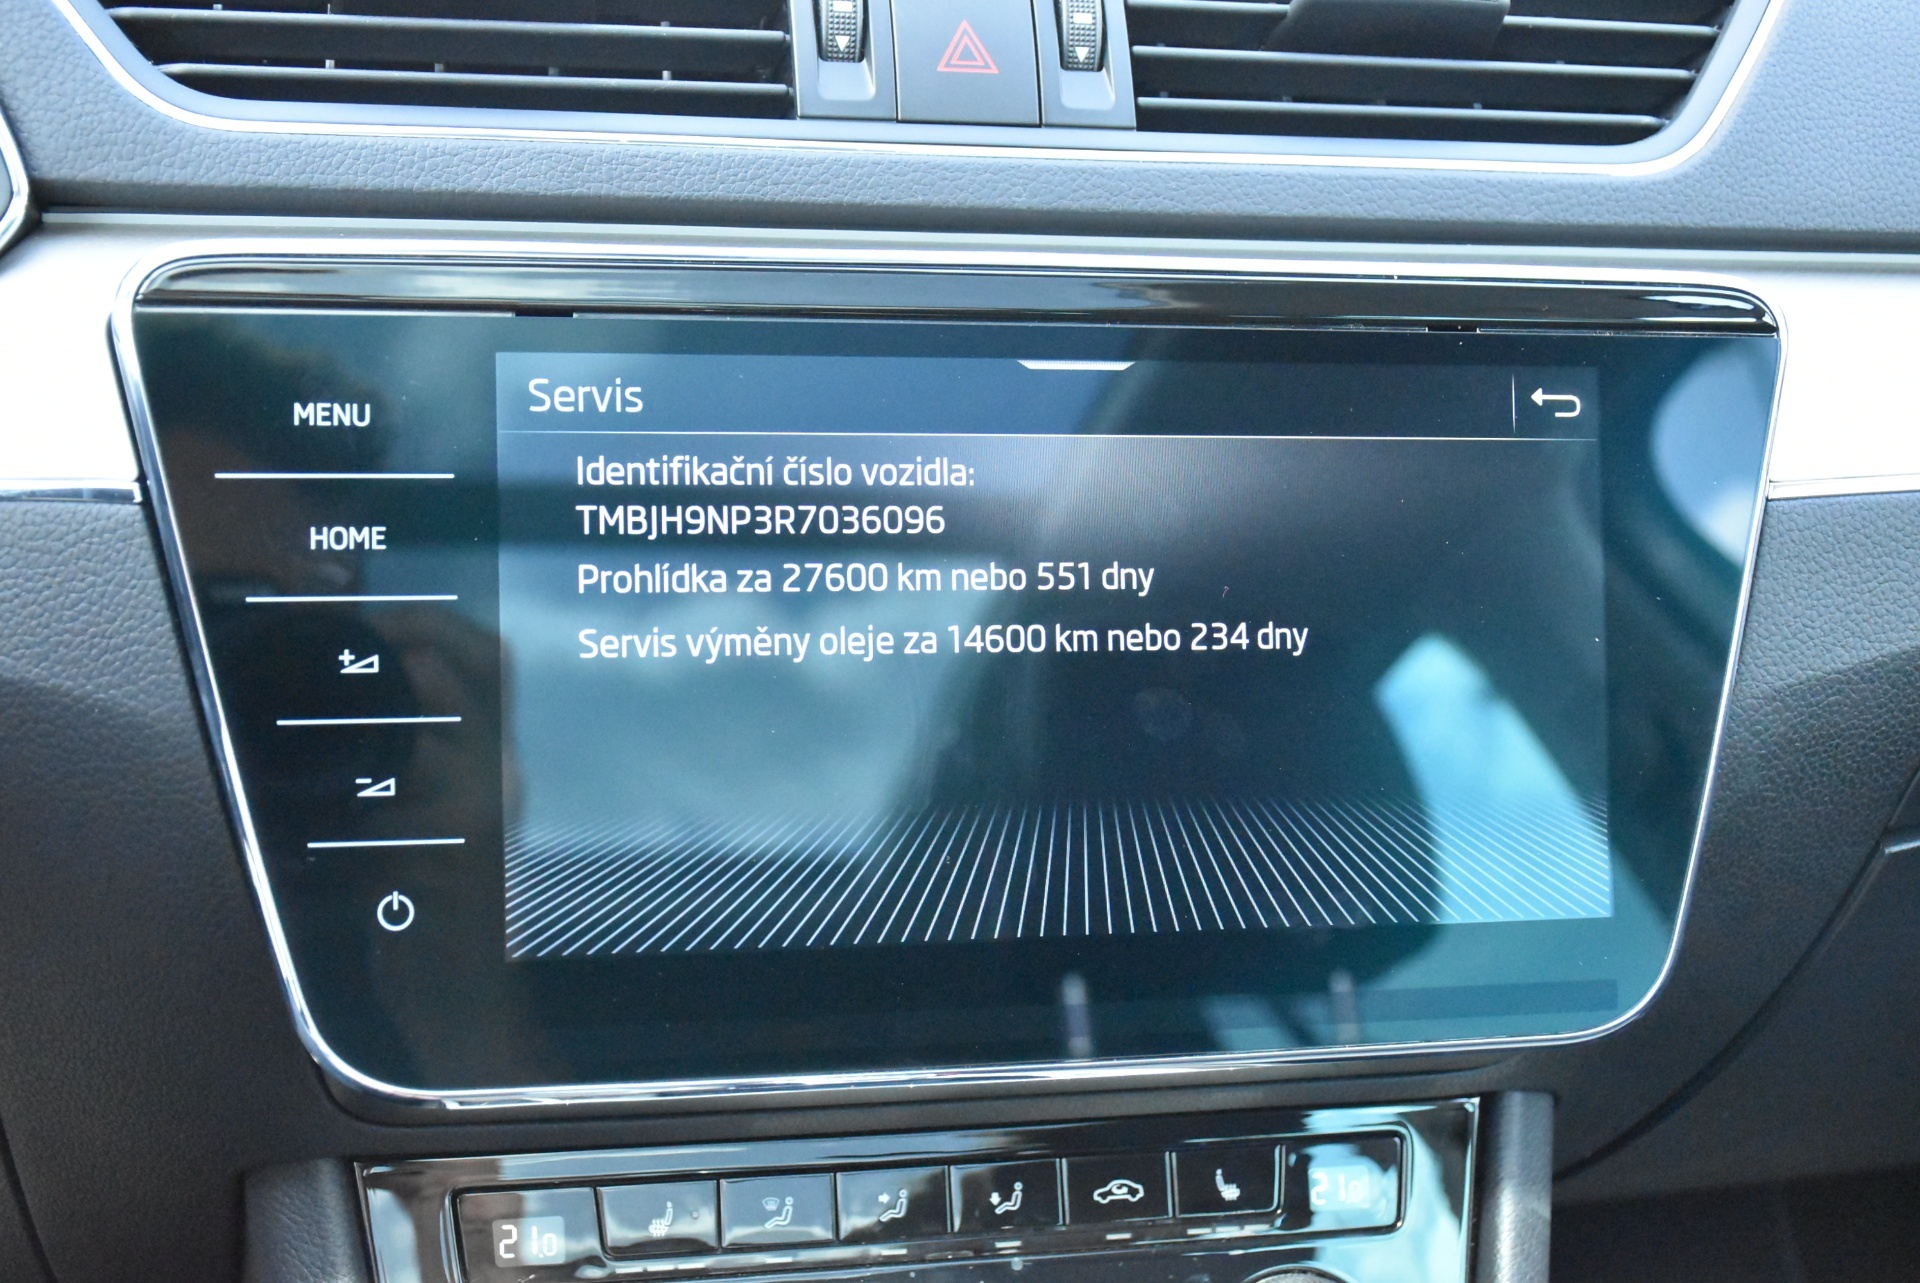 Servis
MENU
Identifikační číslo vozidla:
TMBJH9NP3R7036096
HOME
Prohlídka za 27600 km nebo 551 dny
Servis výměny oleje za 14600 km nebo 234 dny
21.0
21.0